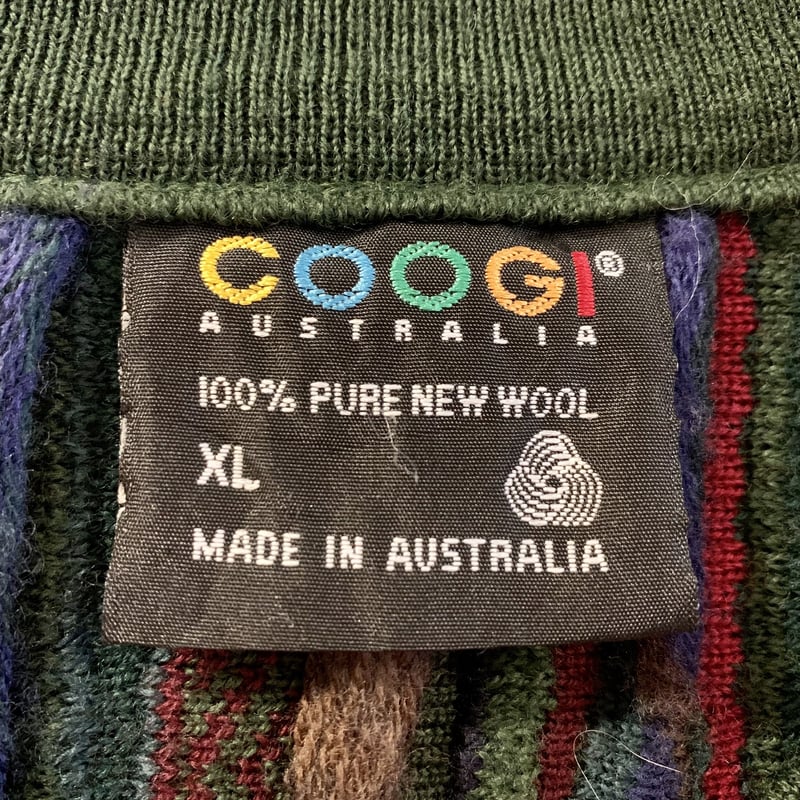 COOGI®
AUSTRALIA
100% PURE NEW WOOL
XL
MADE IN AUSTRALIA